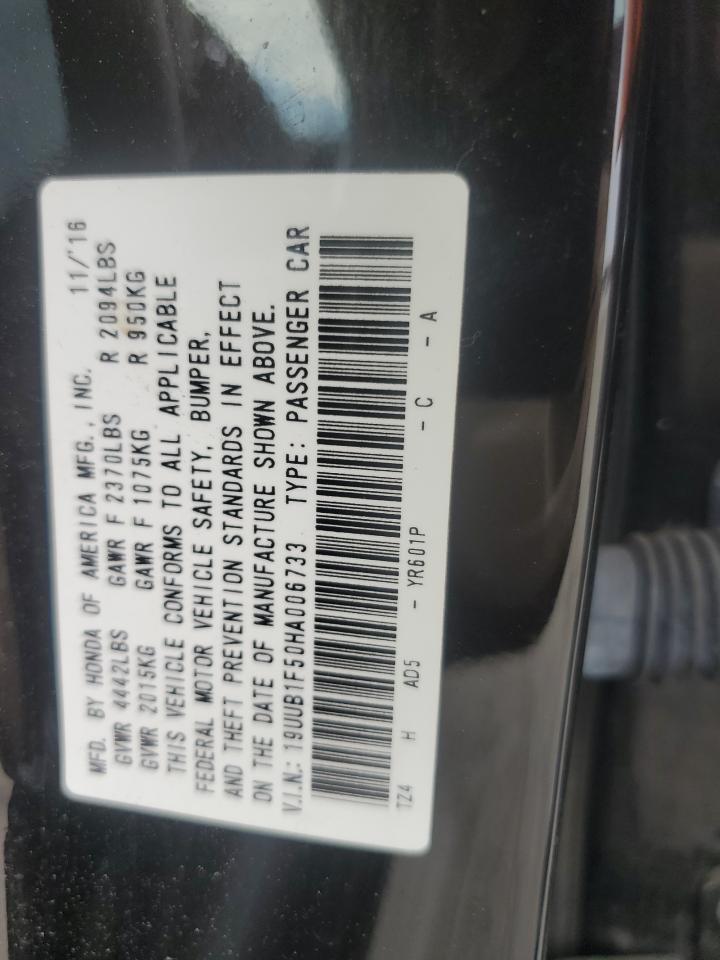 MFD. BY HONDA OF AMERICA MFG., INC. 11/'16
GVWR 4442LBS GAWR F 2370LBS R 2094LBS
GVWR 2015KG GAWR F 1075KG R 950KG
THIS VEHICLE CONFORMS TO ALL APPLICABLE
FEDERAL MOTOR VEHICLE SAFETY, BUMPER,
AND THEFT PREVENTION STANDARDS IN EFFECT
ON THE DATE OF MANUFACTURE SHOWN ABOVE.
V.I.N.: 19UUB1F50HA006733 TYPE: PASSENGER CAR
TZ4 H AD5 - YR601P - C - A